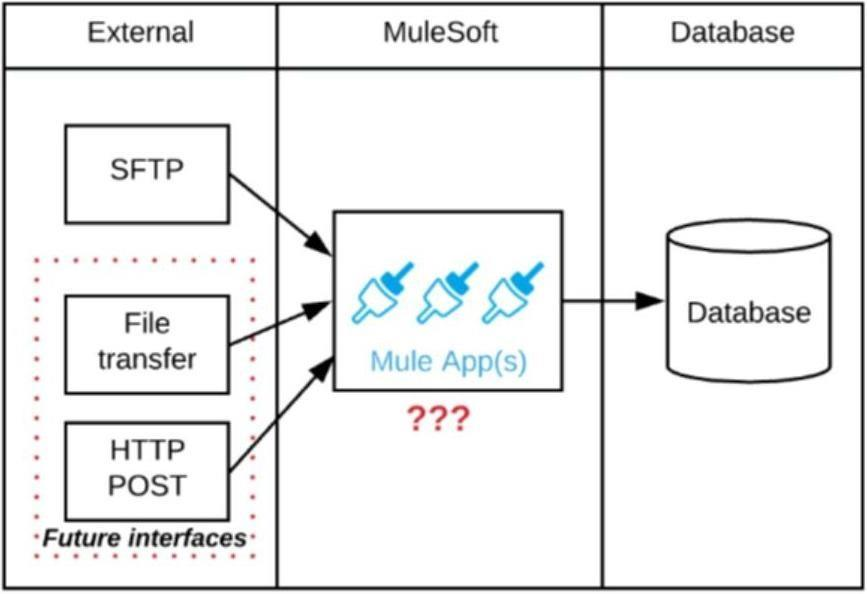 External
MuleSoft
Database
SFTP
File
transfer
HTTP
POST
Future interfaces
Mule App(s)
???
Database